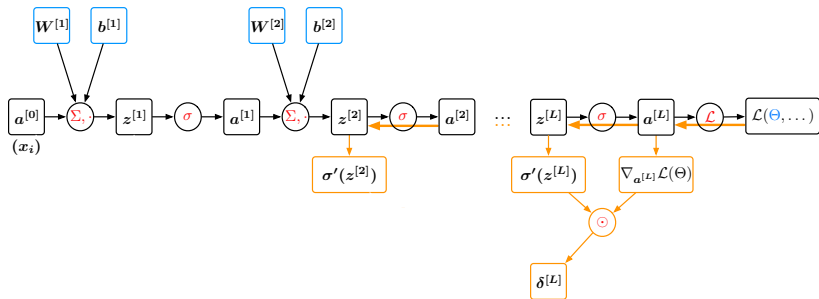 W^{[1]} b^{[1]} W^{[2]} b^{[2]}
a^{[0]} Σ, · z^{[1]} σ a^{[1]} Σ, · z^{[2]} σ a^{[2]} ... z^{[L]} σ a^{[L]} ℒ ℒ(Θ, . . . )
(x_i)
σ′(z^{[2]}) σ′(z^{[L]}) ∇_{a^{[L]}}ℒ(Θ)
⊙
δ^{[L]}